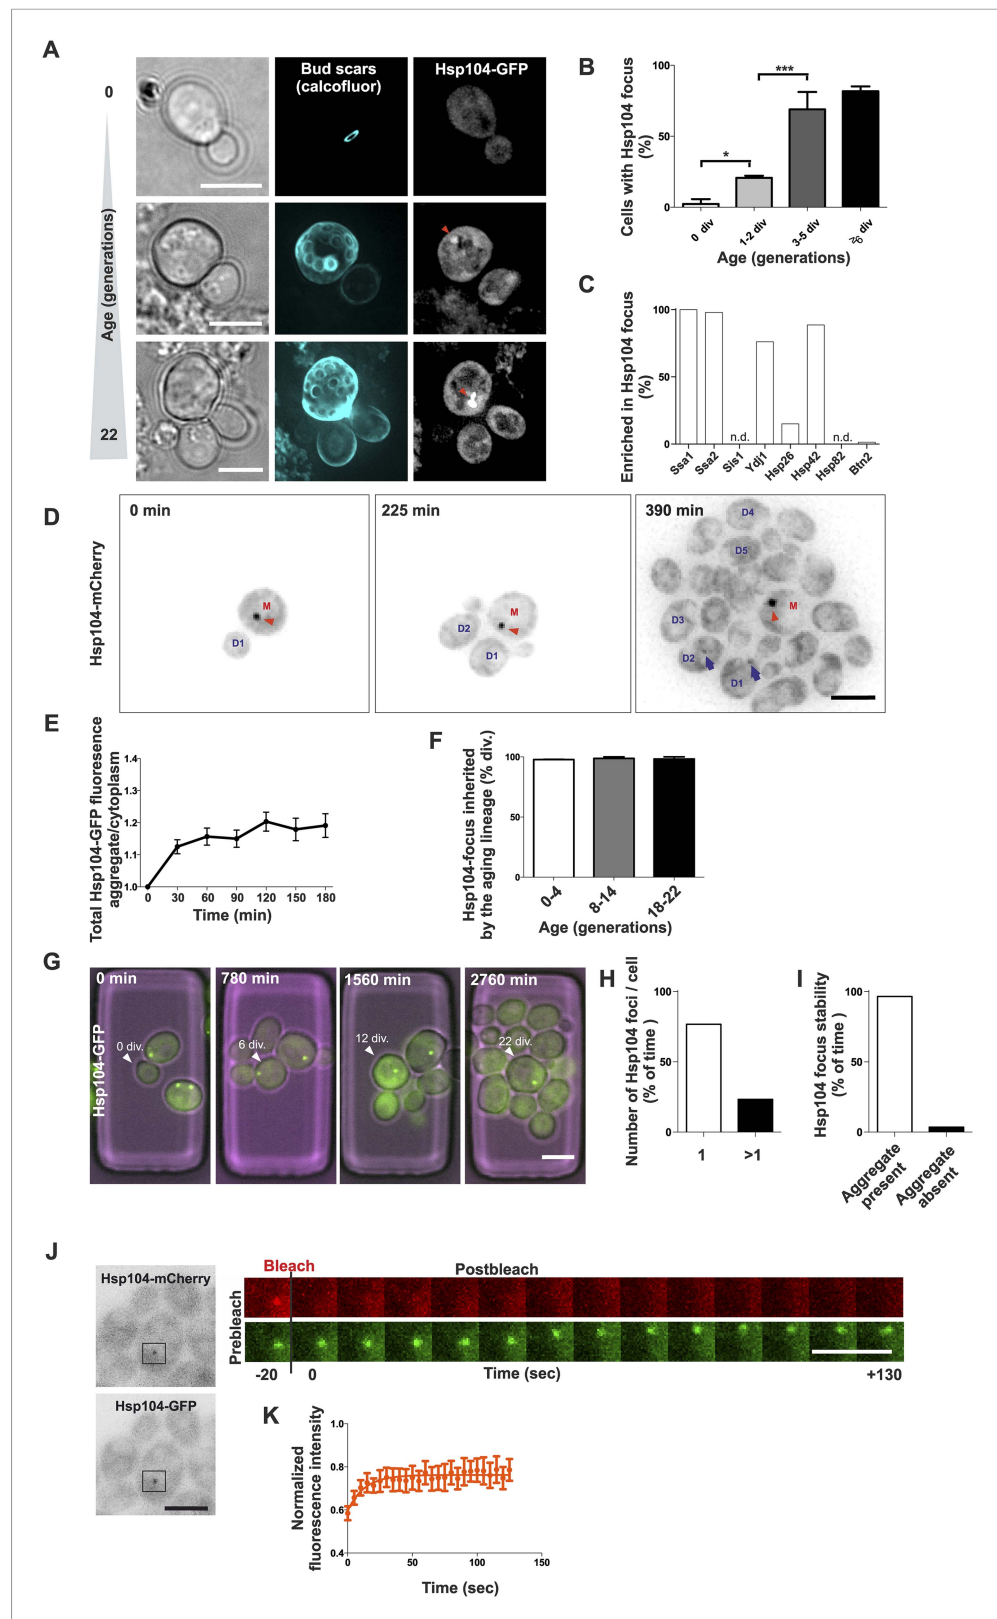 A
0
Age (generations)
22
Bud scars
(calcofluor)
Hsp104-GFP
B
Cells with Hsp104 focus
(%)
100
50
0
*
***
0 div
1-2 div
3-5 div
≥6 div
Age (generations)
C
Enriched in Hsp104 focus
(%)
100
50
0
n.d.
n.d.
Ssa1
Ssa2
Sis1
Ydj1
Hsp26
Hsp42
Hsp82
Btn2
D
Hsp104-mCherry
0 min
M
D1
225 min
M
D2
D1
390 min
D4
D5
M
D3
D2
D1
E
Total Hsp104-GFP fluoresence
aggregate/cytoplasm
1.4
1.3
1.2
1.1
1.0
0 30 60 90 120 150 180
Time (min)
F
Hsp104-focus inherited
by the aging lineage (% div.)
100
50
0
0-4
8-14
18-22
Age (generations)
G
Hsp104-GFP
0 min
0 div.
780 min
6 div.
1560 min
12 div.
2760 min
22 div.
H
Number of Hsp104 foci / cell
(% of time )
100
50
0
1 >1
I
Hsp104 focus stability
(% of time )
100
50
0
Aggregate
present
Aggregate
absent
J
Hsp104-mCherry
Hsp104-GFP
Bleach
Postbleach
Prebleach
-20 0 Time (sec) +130
K
Normalized
fluorescence intensity
1.0
0.8
0.6
0.4
0 50 100 150
Time (sec)